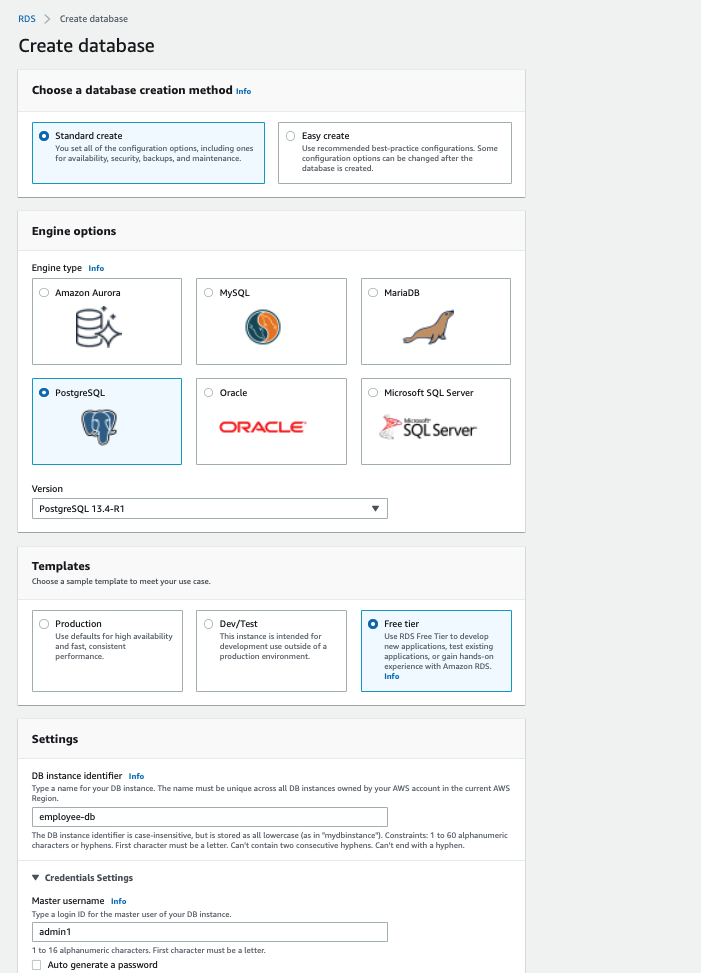 RDS > Create database
Create database
Choose a database creation method Info
Standard create
You set all of the configuration options, including ones
for availability, security, backups, and maintenance.
Easy create
Use recommended best-practice configurations. Some
configuration options can be changed after the
database is created.
Engine options
Engine type Info
Amazon Aurora
MySQL
MariaDB
PostgreSQL
Oracle
ORACLE
Microsoft SQL Server
Microsoft
SQL Server
Version
PostgreSQL 13.4-R1
Templates
Choose a sample template to meet your use case.
Production
Use defaults for high availability
and fast, consistent
performance.
Dev/Test
This instance is intended for
development use outside of a
production environment.
Free tier
Use RDS Free Tier to develop
new applications, test existing
applications, or gain hands-on
experience with Amazon RDS.
Info
Settings
DB instance identifier Info
Type a name for your DB instance. The name must be unique across all DB instances owned by your AWS account in the current AWS
Region.
employee-db
The DB instance identifier is case-insensitive, but is stored as all lowercase (as in "mydbinstance"). Constraints: 1 to 60 alphanumeric
characters or hyphens. First character must be a letter. Can't contain two consecutive hyphens. Can't end with a hyphen.
Credentials Settings
Master username Info
Type a login ID for the master user of your DB instance.
admin1
1 to 16 alphanumeric characters. First character must be a letter.
Auto generate a password